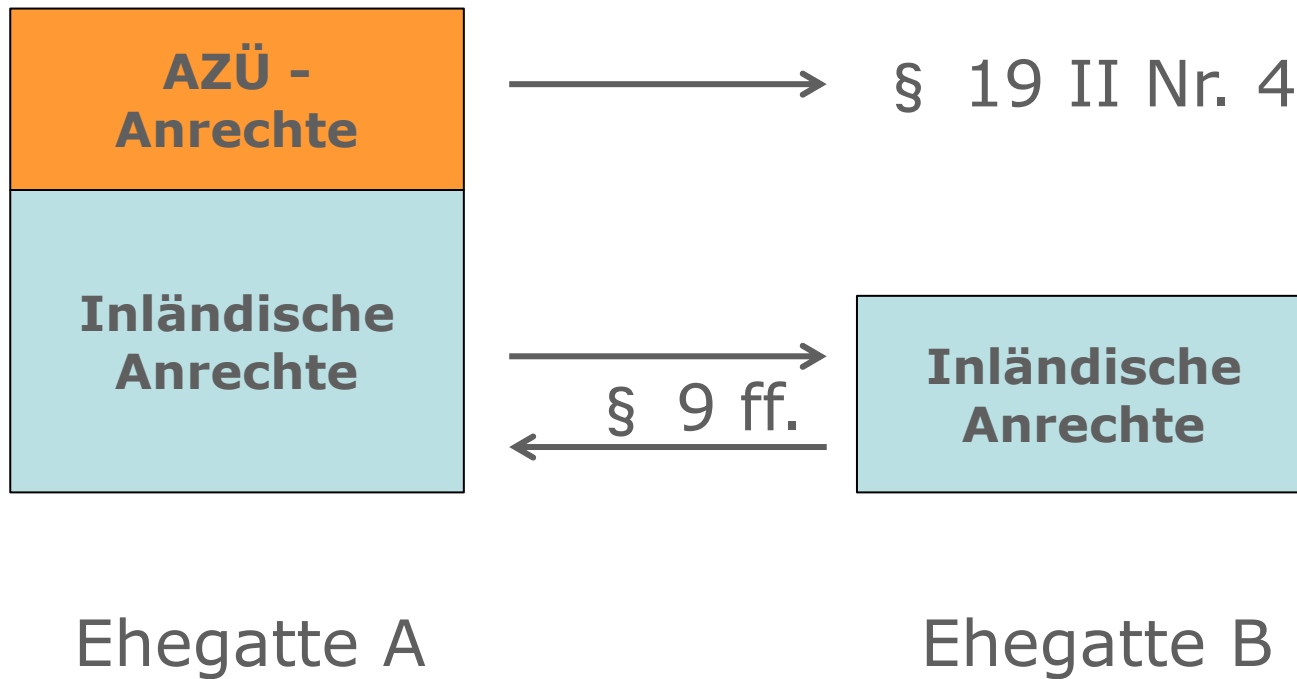 AZÜ -
Anrechte
§ 19 II Nr. 4
Inländische
Anrechte
§ 9 ff.
Inländische
Anrechte
Ehegatte A
Ehegatte B